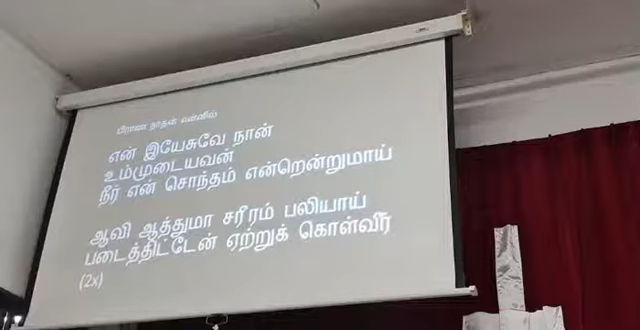 என் இயேசுவே நான்
உம்முடையவன்
நீர் என் சொந்தம் என்றென்றுமாய்
ஆவி ஆத்துமா சரீரம் பலியாய்
படைத்திட்டேன் ஏற்றுக் கொள்வீர்
(2x)